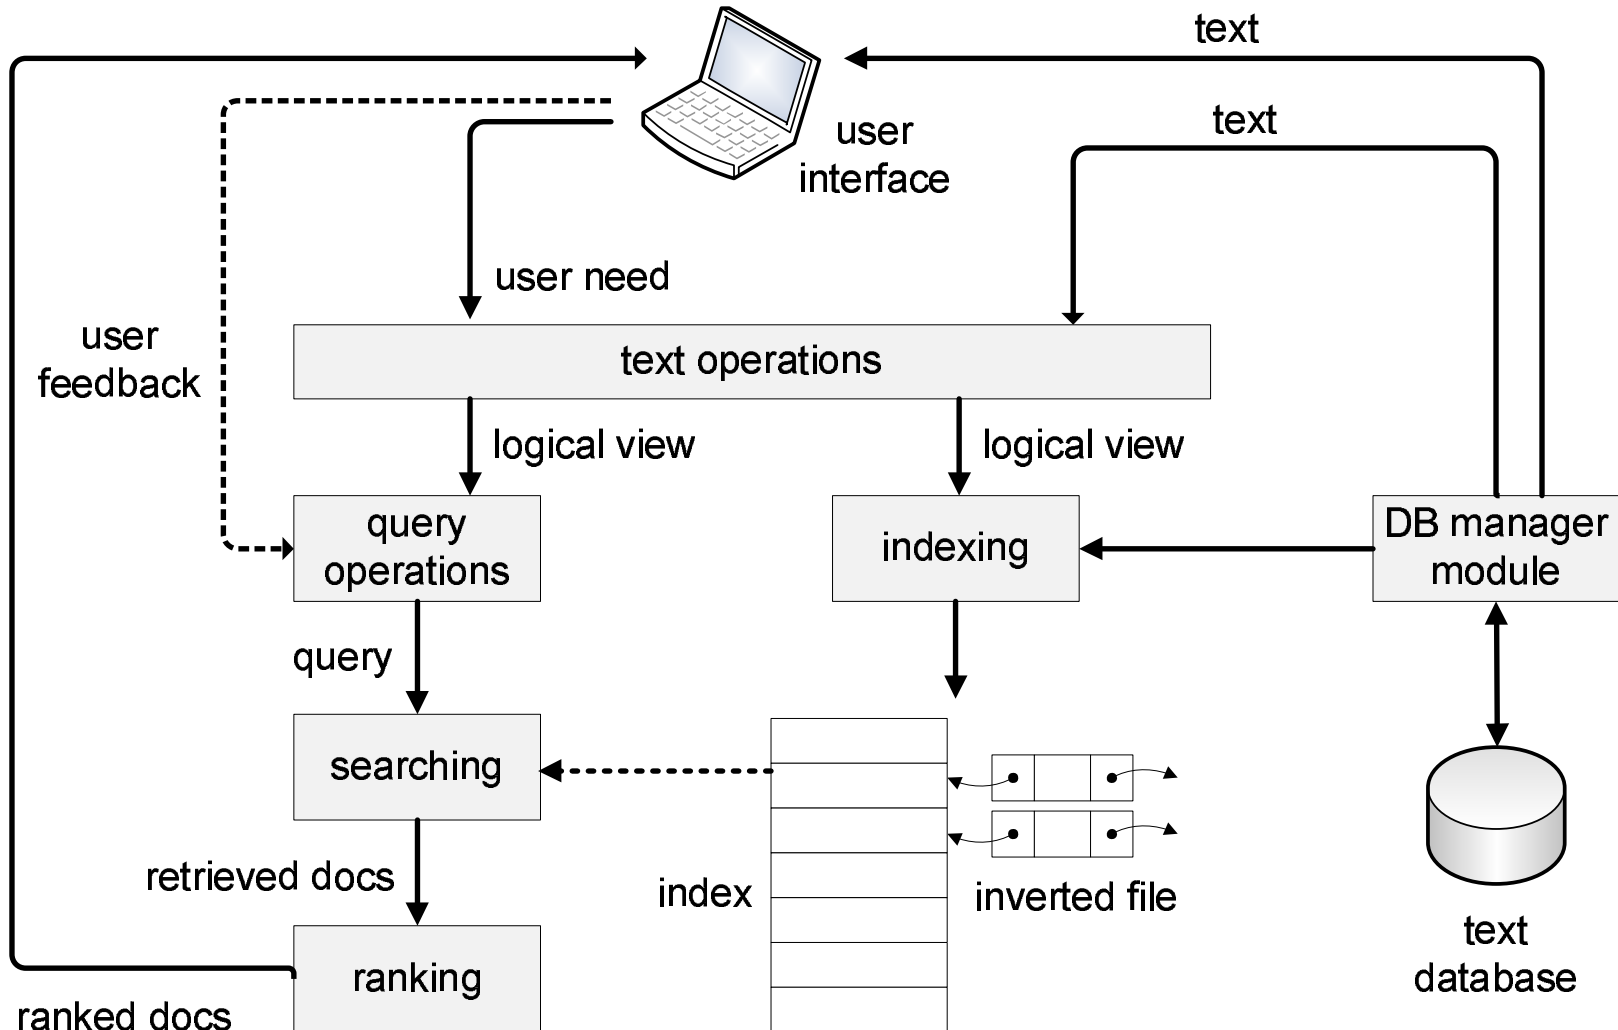 text
text
user
interface
user need
user
feedback
text operations
logical view
logical view
query
operations
indexing
DB manager
module
query
searching
retrieved docs
index
inverted file
text
database
ranking
ranked docs